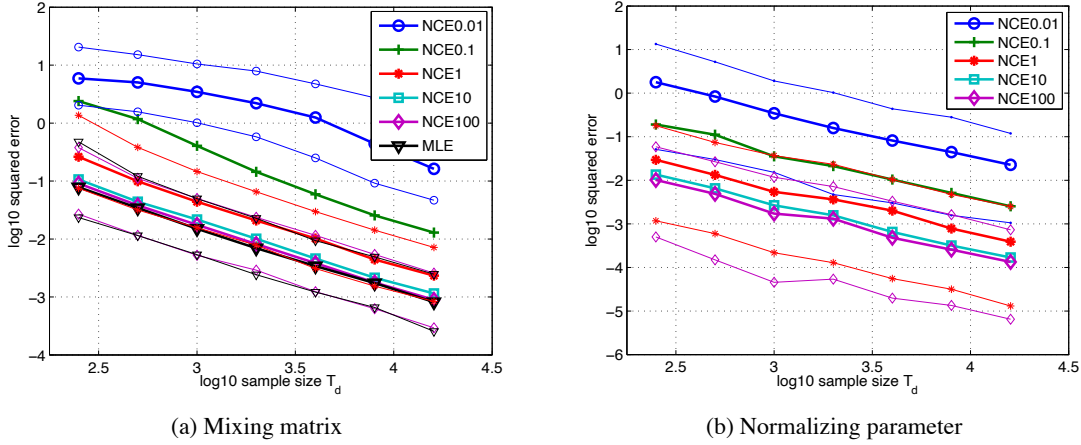 2
1
0
−1
−2
−3
−4
log10 squared error
2.5
3
3.5
4
4.5
log10 sample size T_d
NCE0.01
NCE0.1
NCE1
NCE10
NCE100
MLE
(a) Mixing matrix
2
1
0
−1
−2
−3
−4
−5
−6
log10 squared error
2.5
3
3.5
4
4.5
log10 sample size T_d
NCE0.01
NCE0.1
NCE1
NCE10
NCE100
(b) Normalizing parameter